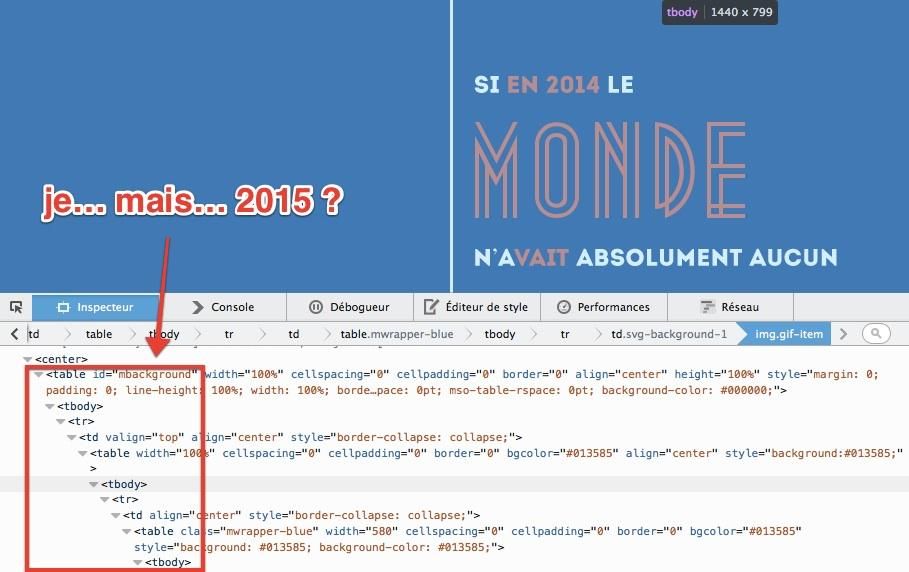 tbody | 1440 x 799
SI EN 2014 LE
MONDE
N'AVAIT ABSOLUMENT AUCUN
je... mais... 2015 ?
Inspecteur Console Débogueur Éditeur de style Performances Réseau
td table tbody tr td table.mwrapper-blue tbody tr td.svg-background-1 img.gif-item
<center>
<table id="mbackground" width="100%" cellspacing="0" cellpadding="0" border="0" align="center" height="100%" style="margin: 0;
padding: 0; line-height: 100%; width: 100%; borde…pace: 0pt; mso-table-rspace: 0pt; background-color: #000000;">
<tbody>
<tr>
<td valign="top" align="center" style="border-collapse: collapse;">
<table width="100%" cellspacing="0" cellpadding="0" border="0" bgcolor="#013585" align="center" style="background:#013585;"
>
<tbody>
<tr>
<td align="center" style="border-collapse: collapse;">
<table class="mwrapper-blue" width="580" cellspacing="0" cellpadding="0" border="0" bgcolor="#013585"
style="background: #013585; background-color: #013585;">
<tbody>